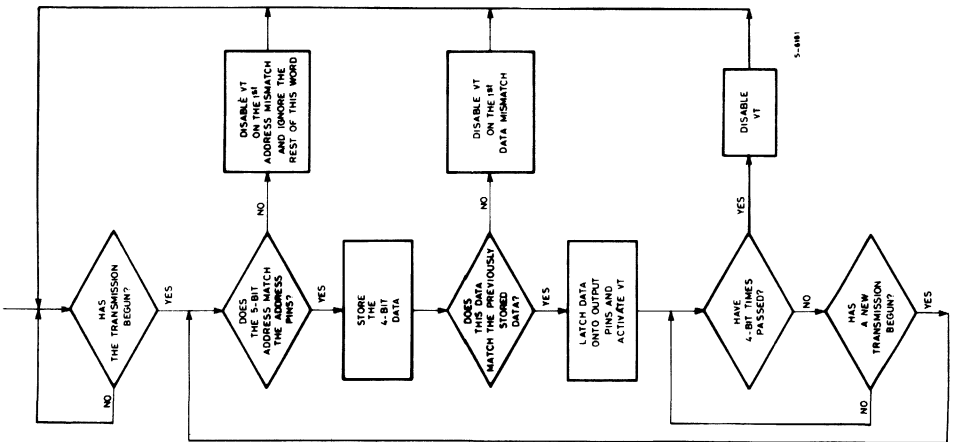 HAS
THE TRANSMISSION
BEGUN?
NO
YES
DOES
THE 5-BIT
ADDRESS MATCH
THE ADDRESS
PINS?
NO
DISABLE VT
ON THE 1st
ADDRESS MISMATCH
AND IGNORE THE
REST OF THIS WORD
YES
STORE
THE
4-BIT
DATA
DOES
THIS DATA
MATCH THE PREVIOUSLY
STORED
DATA?
NO
DISABLE VT
ON THE 1st
DATA MISMATCH
YES
LATCH DATA
ONTO OUTPUT
PINS AND
ACTIVATE VT
HAVE
4-BIT TIMES
PASSED?
YES
DISABLE
VT
NO
HAS
A NEW
TRANSMISSION
BEGUN?
NO
YES
S-6181